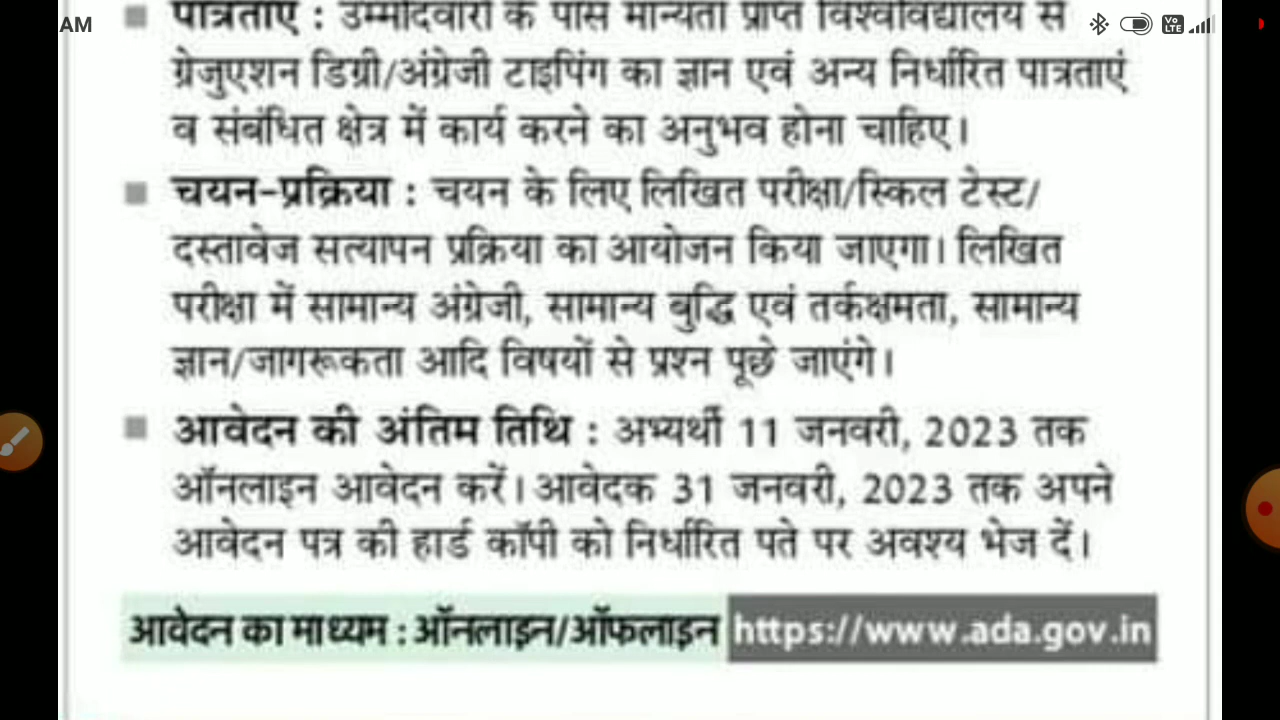 AM
Vo LTE
पात्रताएं : उम्मीदवारों के पास मान्यता प्राप्त विश्वविद्यालय से
ग्रेजुएशन डिग्री/अंग्रेजी टाइपिंग का ज्ञान एवं अन्य निर्धारित पात्रताएं
व संबंधित क्षेत्र में कार्य करने का अनुभव होना चाहिए।
चयन-प्रक्रिया : चयन के लिए लिखित परीक्षा/स्किल टेस्ट/
दस्तावेज सत्यापन प्रक्रिया का आयोजन किया जाएगा। लिखित
परीक्षा में सामान्य अंग्रेजी, सामान्य बुद्धि एवं तर्कक्षमता, सामान्य
ज्ञान/जागरूकता आदि विषयों से प्रश्न पूछे जाएंगे।
आवेदन की अंतिम तिथि : अभ्यर्थी 11 जनवरी, 2023 तक
ऑनलाइन आवेदन करें। आवेदक 31 जनवरी, 2023 तक अपने
आवेदन पत्र की हार्ड कॉपी को निर्धारित पते पर अवश्य भेज दें।
आवेदन का माध्यम : ऑनलाइन/ऑफलाइन https://www.ada.gov.in